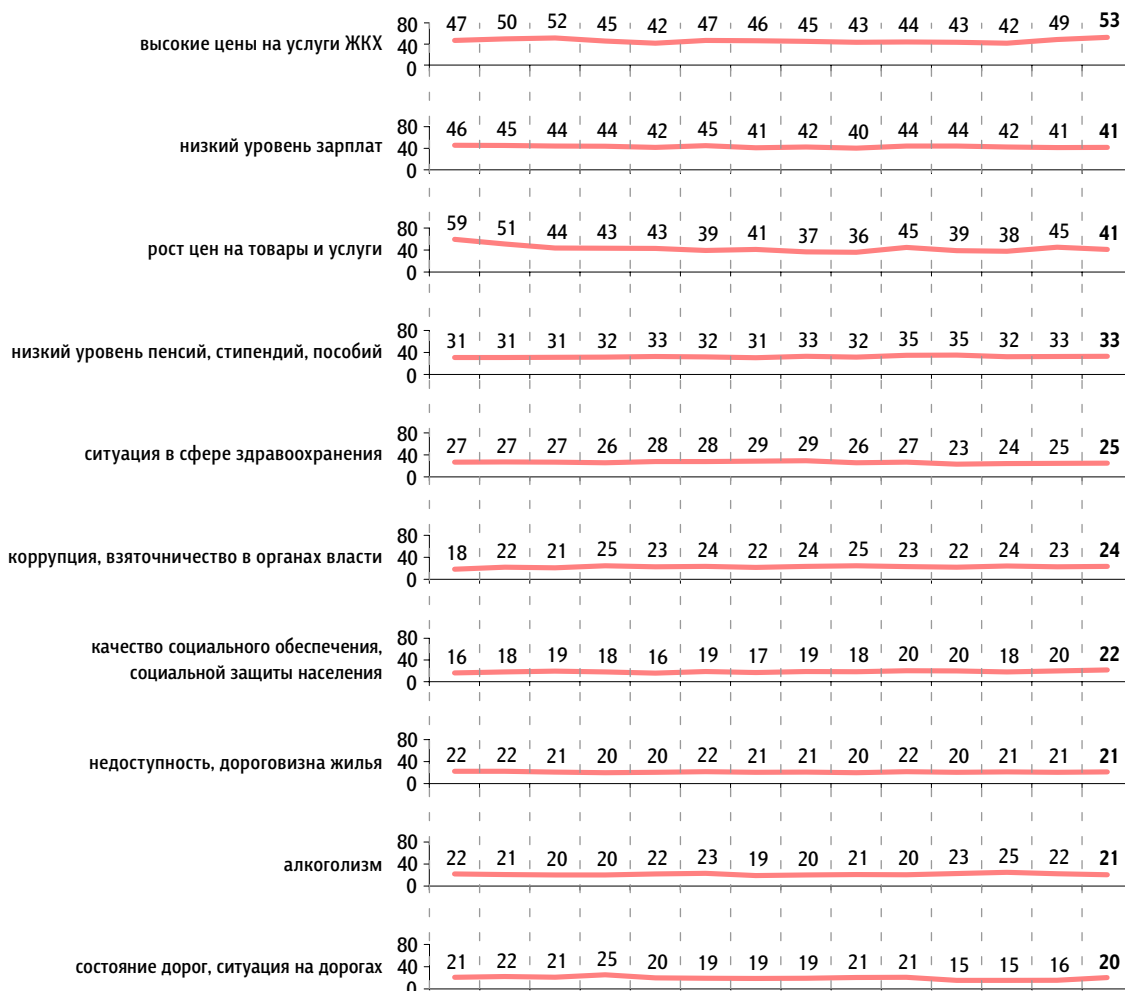 80 47 50 52 45 42 47 46 45 43 44 43 42 49 53
высокие цены на услуги ЖКХ
40
0
80 46 45 44 44 42 45 41 42 40 44 44 42 41 41
низкий уровень зарплат
40
0
59 51 44 43 43 39 41 37 36 45 39 38 45 41
80
рост цен на товары и услуги
40
0
80 31 31 31 32 33 32 31 33 32 35 35 32 33 33
низкий уровень пенсий, стипендий, пособий
40
0
80 27 27 27 26 28 28 29 29 26 27 23 24 25 25
ситуация в сфере здравоохранения
40
0
80 18 22 21 25 23 24 22 24 25 23 22 24 23 24
коррупция, взяточничество в органах власти
40
0
качество социального обеспечения,
80 16 18 19 18 16 19 17 19 18 20 20 18 20 22
социальной защиты населения
40
0
80 22 22 21 20 20 22 21 21 20 22 20 21 21 21
недоступность, дороговизна жилья
40
0
80 22 21 20 20 22 23 19 20 21 20 23 25 22 21
алкоголизм
40
0
80 21 22 21 25 20 19 19 19 21 21 15 15 16 20
состояние дорог, ситуация на дорогах
40
0